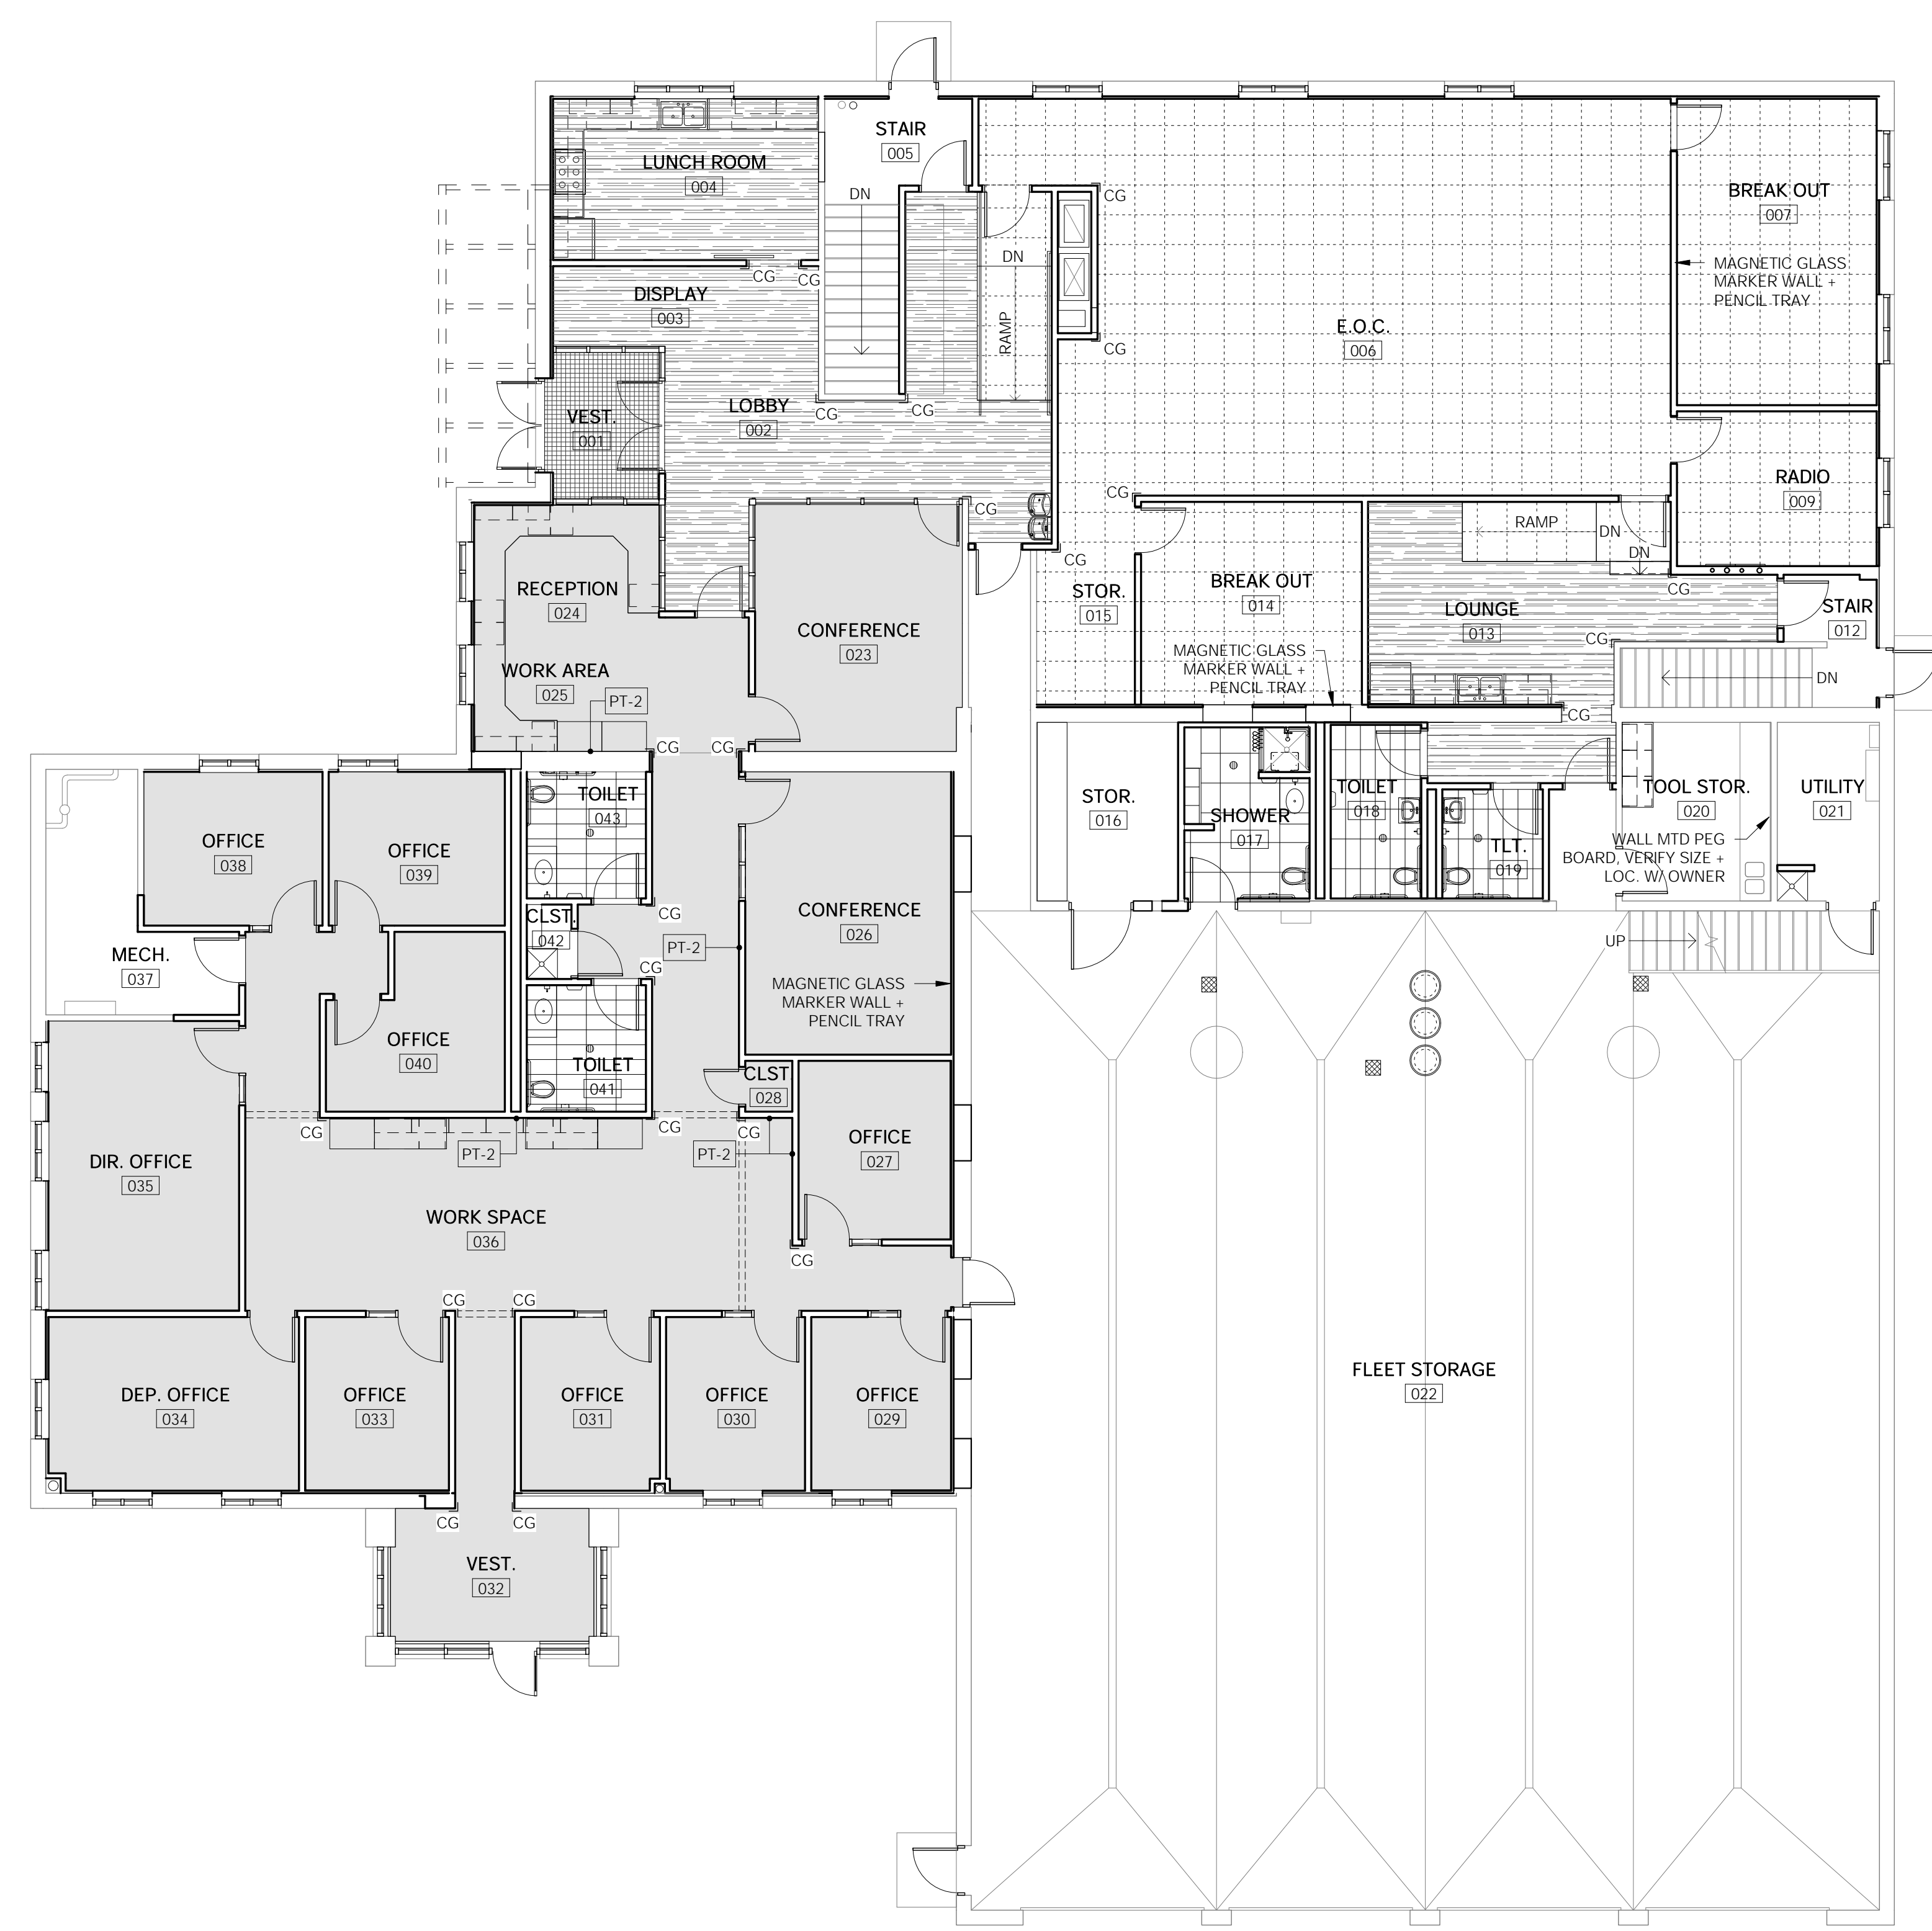 STAIR
005
LUNCH ROOM
004
DN
CG
BREAK OUT
007
DN
MAGNETIC GLASS
MARKER WALL +
PENCIL TRAY
CG
CG
DISPLAY
003
RAMP
E.O.C.
006
CG
LOBBY
002
CG
CG
VEST.
001
RADIO
009
CG
CG
RAMP
DN
DN
CG
RECEPTION
024
STOR.
015
BREAK OUT
014
CG
LOUNGE
013
STAIR
012
CONFERENCE
023
CG
MAGNETIC GLASS
MARKER WALL +
PENCIL TRAY
WORK AREA
025
PT-2
DN
CG
CG
CG
TOILET
043
STOR.
016
SHOWER
017
TOILET
018
TLT.
019
TOOL STOR.
020
UTILITY
021
WALL MTD PEG
BOARD, VERIFY SIZE +
LOC. W/ OWNER
OFFICE
038
OFFICE
039
CG
CLST.
042
CONFERENCE
026
PT-2
MECH.
037
CG
UP
MAGNETIC GLASS
MARKER WALL +
PENCIL TRAY
OFFICE
040
TOILET
041
CLST
028
CG
CG
CG
PT-2
PT-2
OFFICE
027
DIR. OFFICE
035
WORK SPACE
036
CG
CG
CG
DEP. OFFICE
034
OFFICE
033
OFFICE
031
OFFICE
030
OFFICE
029
FLEET STORAGE
022
CG
CG
VEST.
032